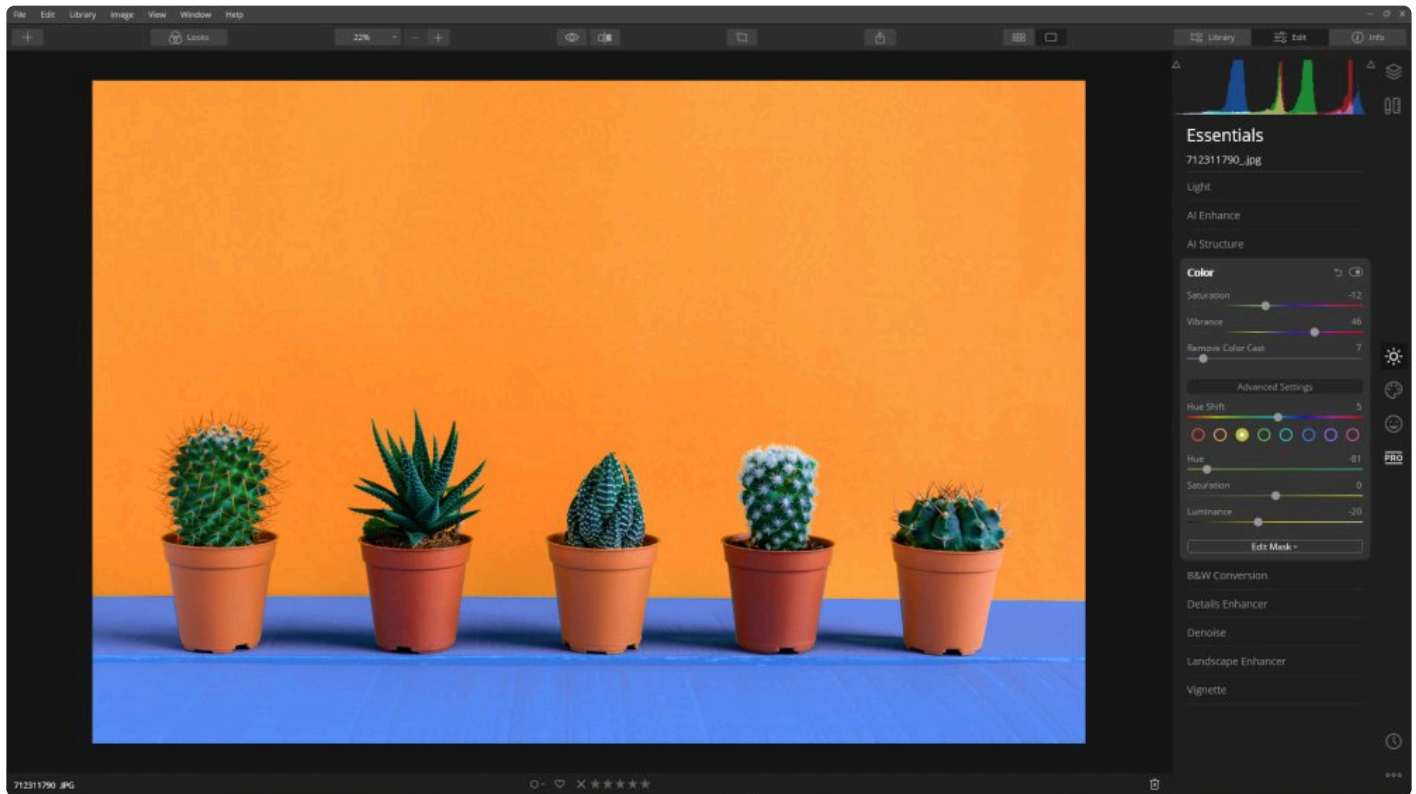 File Edit Library Image View Window Help
Looks 22% Library Edit Info
Essentials
712311790_.jpg
Light
AI Enhance
AI Structure
Color
Saturation -12
Vibrance 46
Remove Color Cast 7
Advanced Settings
Hue Shift 5
Hue -81
Saturation 0
Luminance -20
Edit Mask
PRO
B&W Conversion
Details Enhancer
Denoise
Landscape Enhancer
Vignette
712311790 .JPG